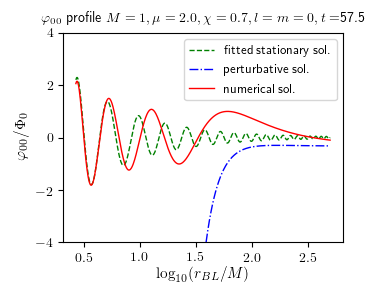 φ₀₀ profile M = 1, μ = 2.0, χ = 0.7, l = m = 0, t =57.5
fitted stationary sol.
perturbative sol.
numerical sol.
φ₀₀/Φ₀
4
2
0
−2
−4
0.5 1.0 1.5 2.0 2.5
log₁₀(r_BL/M)